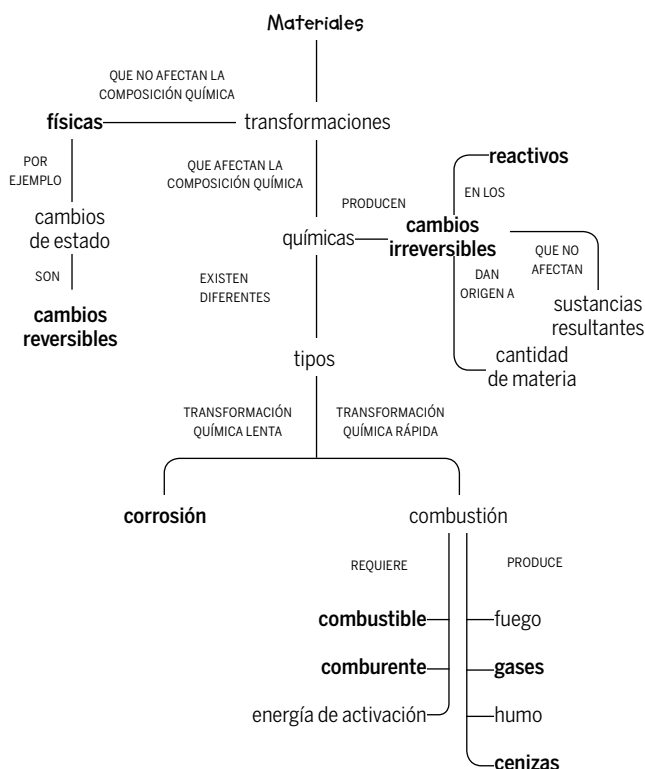 Materiales
QUE NO AFECTAN LA
COMPOSICIÓN QUÍMICA
físicas
transformaciones
POR
EJEMPLO
cambios
de estado
SON
cambios
reversibles
QUE AFECTAN LA
COMPOSICIÓN QUÍMICA
químicas
PRODUCEN
cambios
irreversibles
EN LOS
reactivos
QUE NO
AFECTAN
sustancias
resultantes
DAN
ORIGEN A
cantidad
de materia
EXISTEN
DIFERENTES
tipos
TRANSFORMACIÓN
QUÍMICA LENTA
corrosión
TRANSFORMACIÓN
QUÍMICA RÁPIDA
combustión
REQUIERE
combustible
comburente
energía de activación
PRODUCE
fuego
gases
humo
cenizas